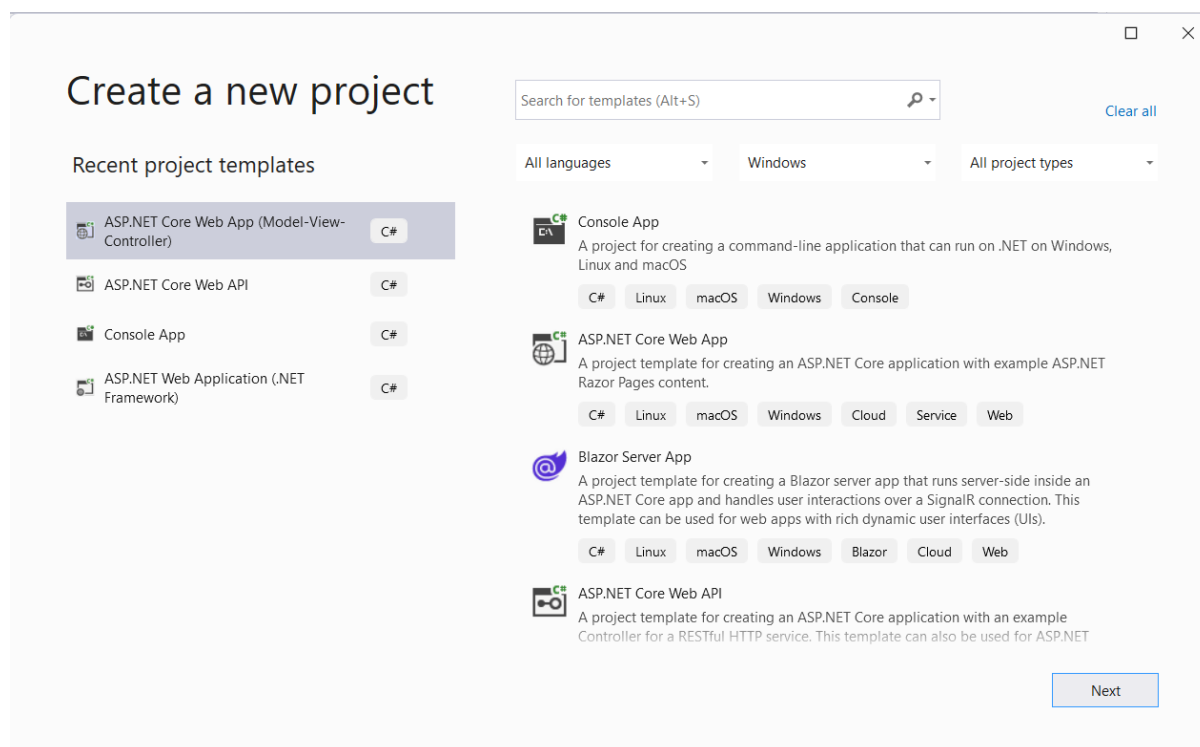 Create a new project
Search for templates (Alt+S)
Clear all
Recent project templates
All languages
Windows
All project types
ASP.NET Core Web App (Model-View-
Controller)
C#
ASP.NET Core Web API
C#
Console App
C#
ASP.NET Web Application (.NET
Framework)
C#
C#
C:\
Console App
A project for creating a command-line application that can run on .NET on Windows,
Linux and macOS
C# Linux macOS Windows Console
C#
ASP.NET Core Web App
A project template for creating an ASP.NET Core application with example ASP.NET
Razor Pages content.
C# Linux macOS Windows Cloud Service Web
@
Blazor Server App
A project template for creating a Blazor server app that runs server-side inside an
ASP.NET Core app and handles user interactions over a SignalR connection. This
template can be used for web apps with rich dynamic user interfaces (UIs).
C# Linux macOS Windows Blazor Cloud Web
C#
ASP.NET Core Web API
A project template for creating an ASP.NET Core application with an example
Controller for a RESTful HTTP service. This template can also be used for ASP.NET
Next